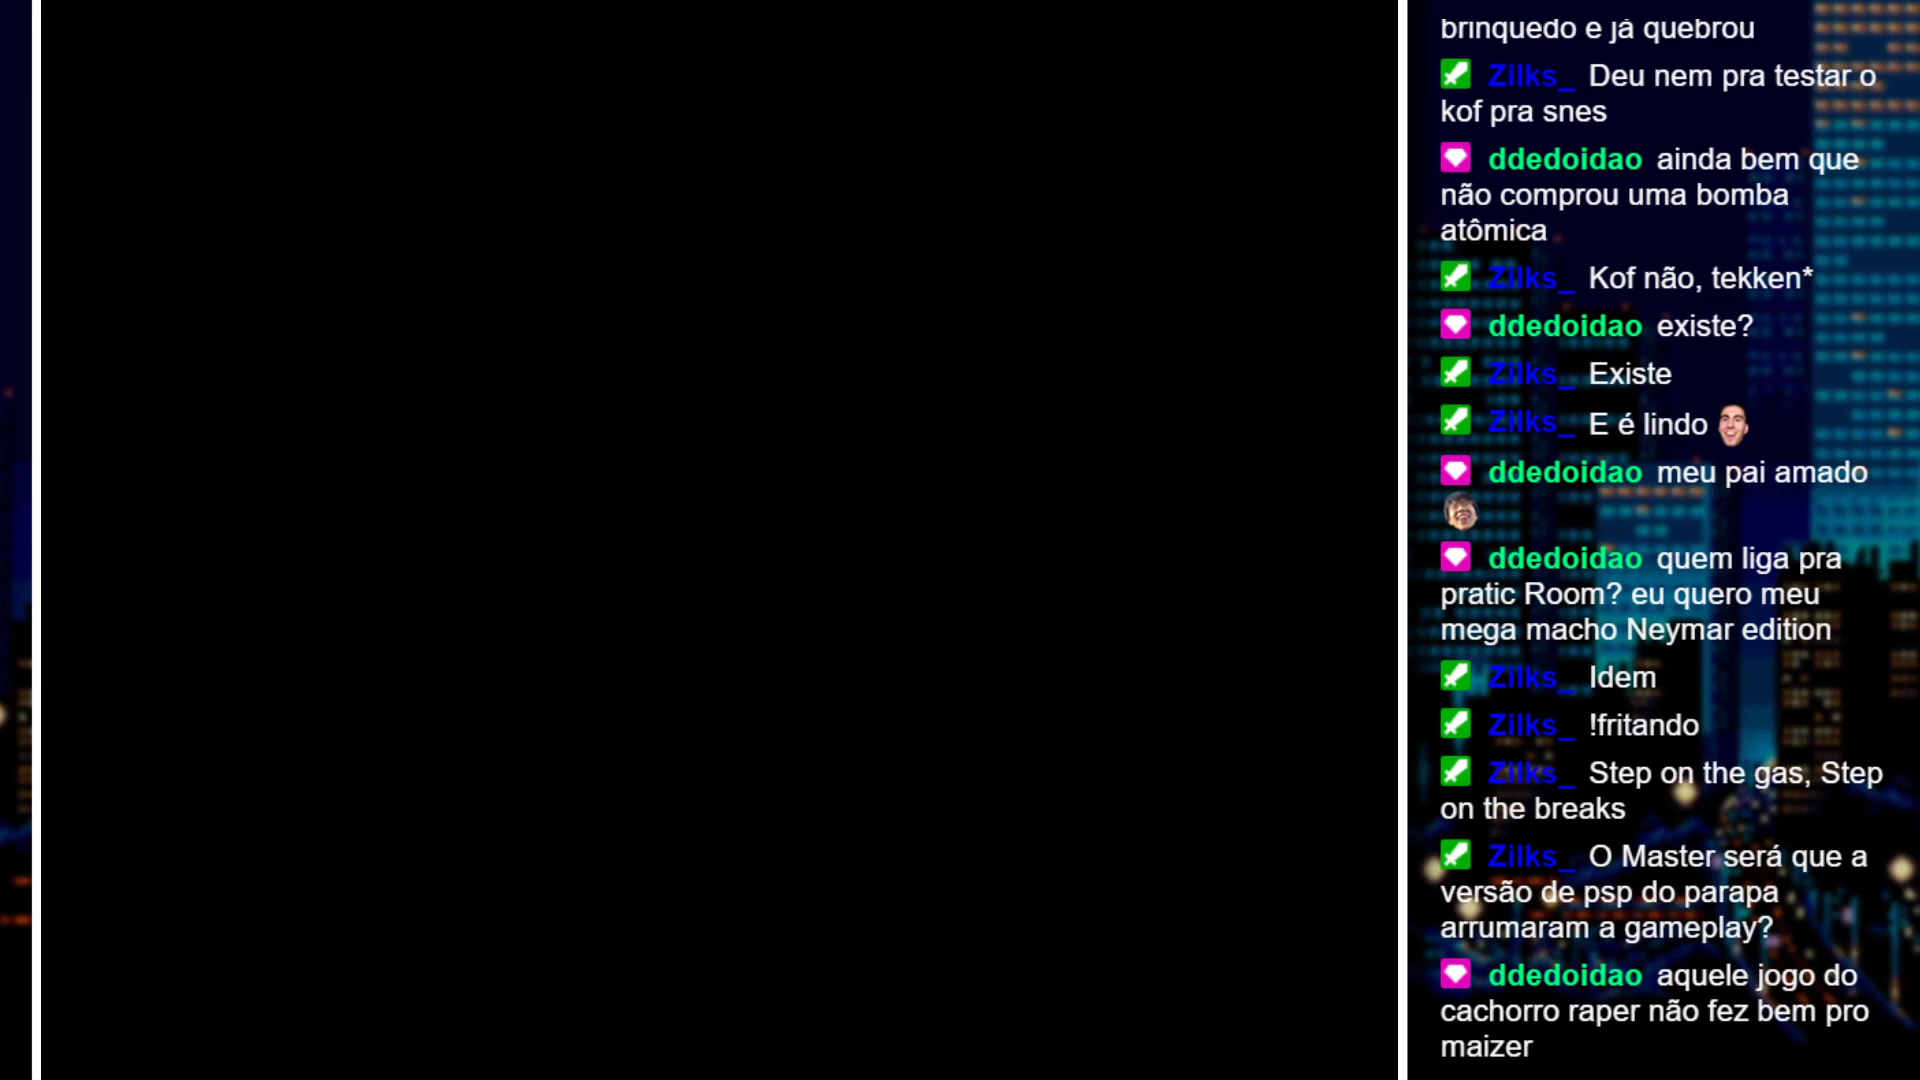 brinquedo e já quebrou
Zilks_ Deu nem pra testar o
kof pra snes
ddedoidao ainda bem que
não comprou uma bomba
atômica
Zilks_ Kof não, tekken*
ddedoidao existe?
Zilks_ Existe
Zilks_ E é lindo
ddedoidao meu pai amado
ddedoidao quem liga pra
pratic Room? eu quero meu
mega macho Neymar edition
Zilks_ Idem
Zilks_ !fritando
Zilks_ Step on the gas, Step
on the breaks
Zilks_ O Master será que a
versão de psp do parapa
arrumaram a gameplay?
ddedoidao aquele jogo do
cachorro raper não fez bem pro
maizer